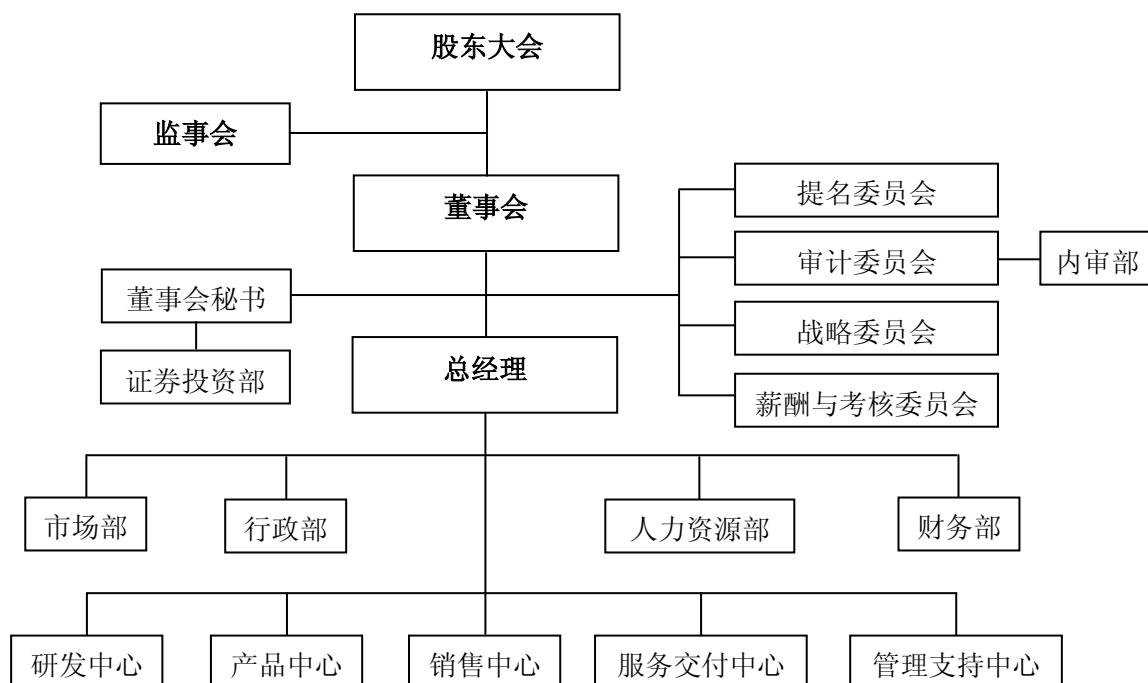 股东大会
监事会
董事会
提名委员会
审计委员会
内审部
董事会秘书
战略委员会
证券投资部
总经理
薪酬与考核委员会
市场部
行政部
人力资源部
财务部
研发中心
产品中心
销售中心
服务交付中心
管理支持中心